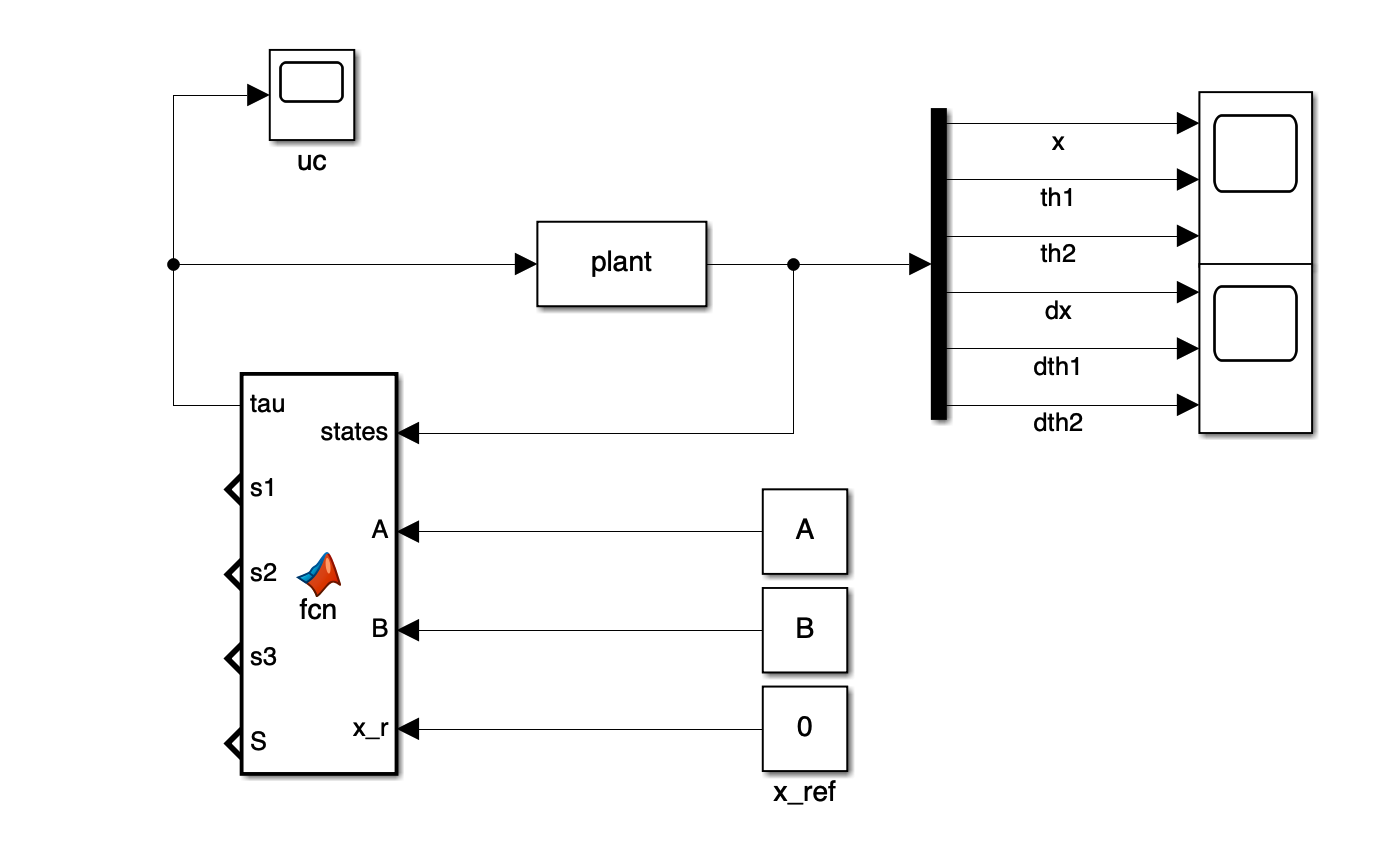 uc
plant
x
th1
th2
dx
dth1
dth2
tau
states
s1
A
A
s2
fcn
B
B
s3
x_r
0
S
x_ref